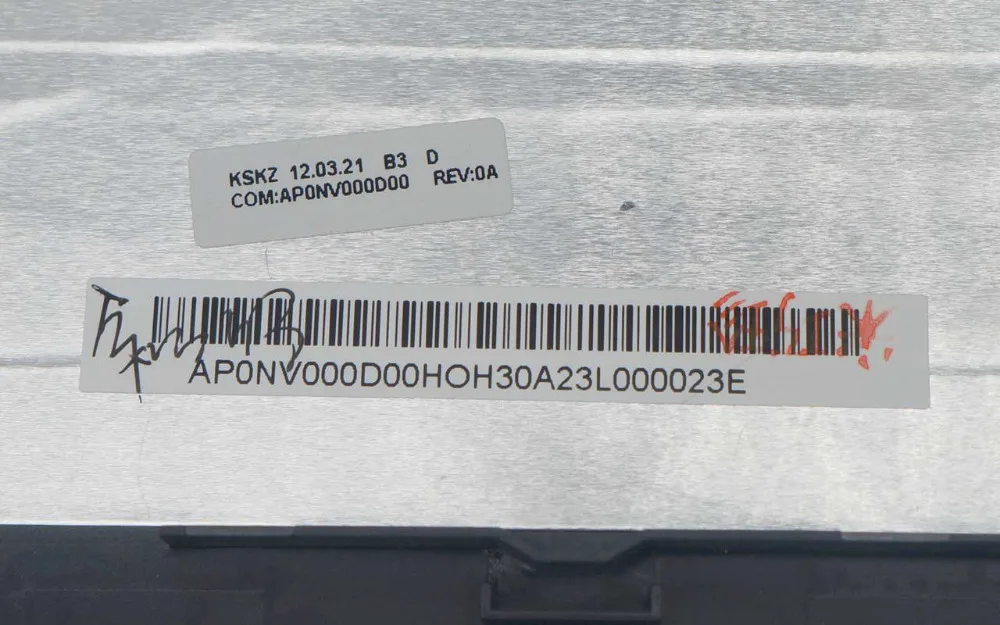 KSKZ 12.03.21 B3 D
COM:AP0NV000D00 REV:0A
AP0NV000D00HOH30A23L000023E